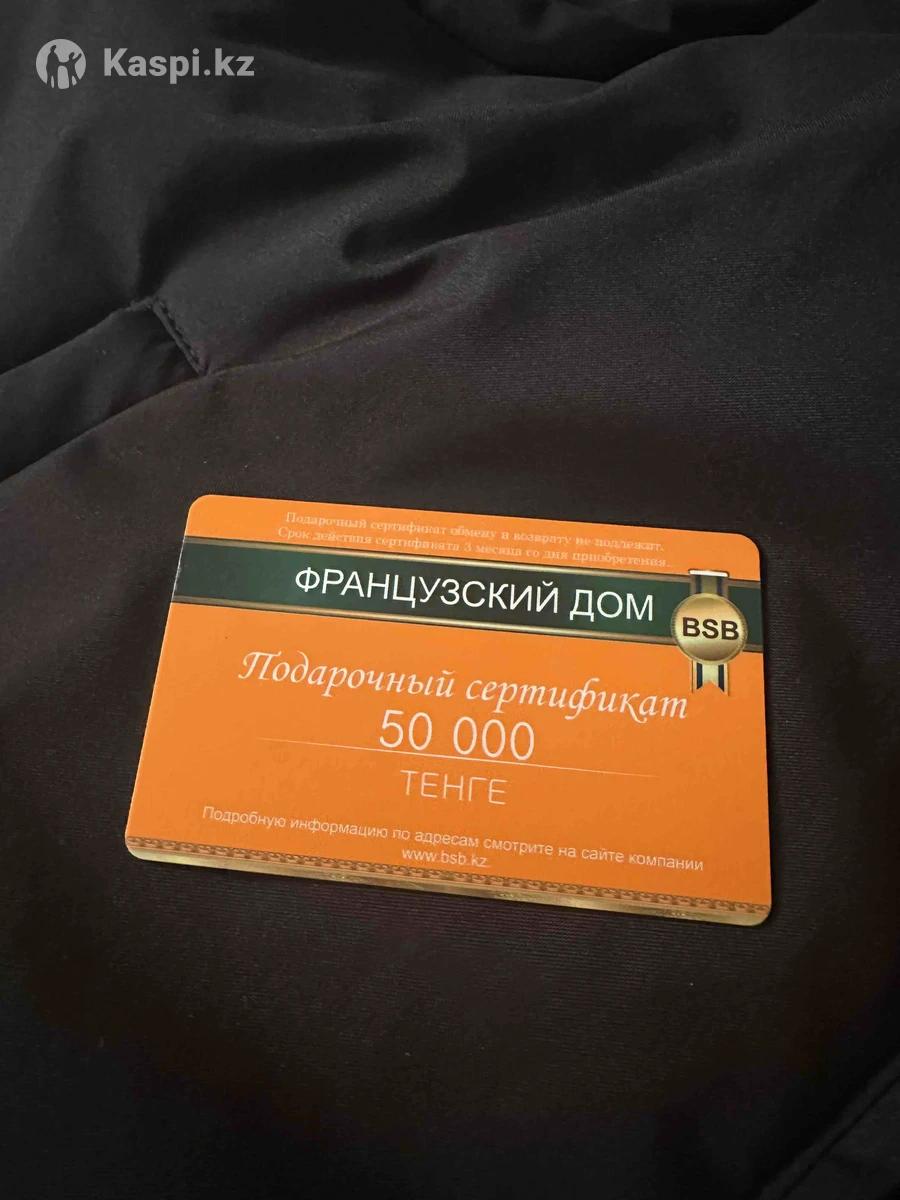 Kaspi.kz
Подарочный сертификат обмену и возврату не подлежит.
Срок действия сертификата 3 месяца со дня приобретения.
ФРАНЦУЗСКИЙ ДОМ
BSB
Подарочный сертификат
50 000
ТЕНГЕ
Подробную информацию по адресам смотрите на сайте компании
www.bsb.kz